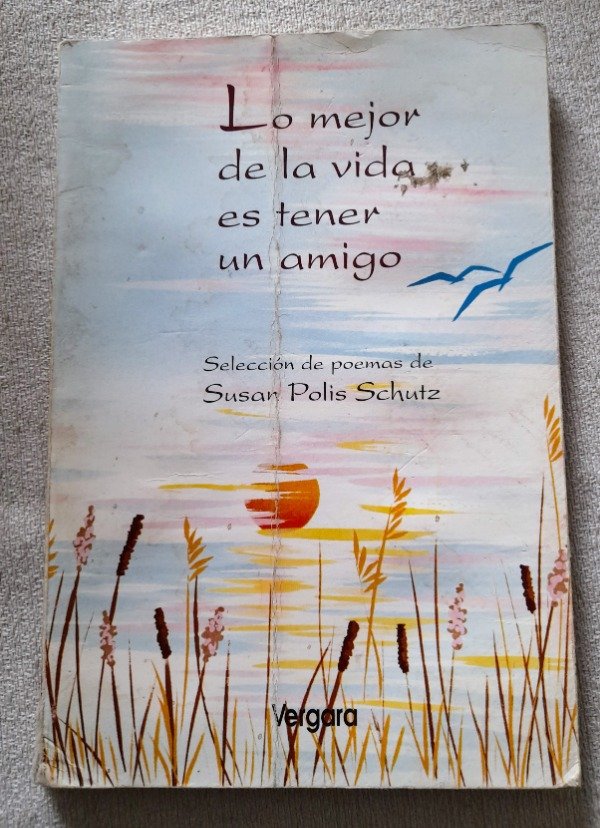 Lo mejor
de la vida
es tener
un amigo
Selección de poemas de
Susan Polis Schutz
Vergara